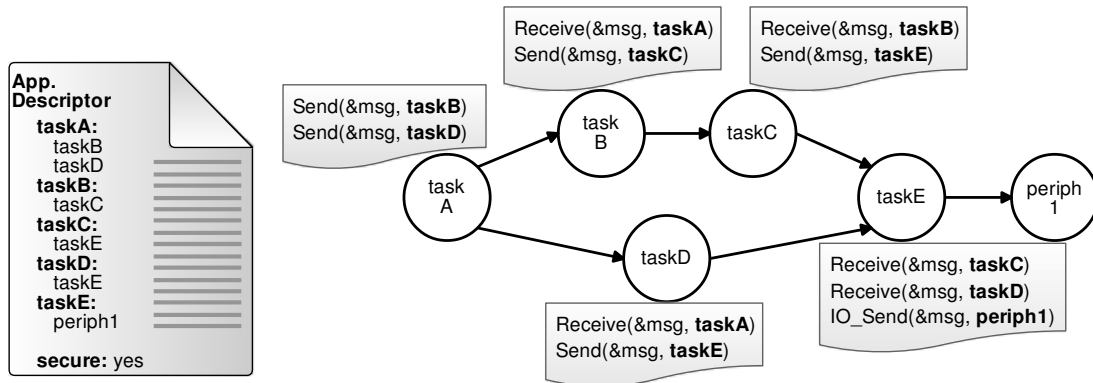 App.
Descriptor
taskA:
taskB
taskD
taskB:
taskC
taskC:
taskE
taskD:
taskE
taskE:
periph1
secure: yes
Send(&msg, taskB)
Send(&msg, taskD)
Receive(&msg, taskA)
Send(&msg, taskC)
Receive(&msg, taskB)
Send(&msg, taskE)
task
A
task
B
taskC
taskD
taskE
periph
1
Receive(&msg, taskA)
Send(&msg, taskE)
Receive(&msg, taskC)
Receive(&msg, taskD)
IO_Send(&msg, periph1)